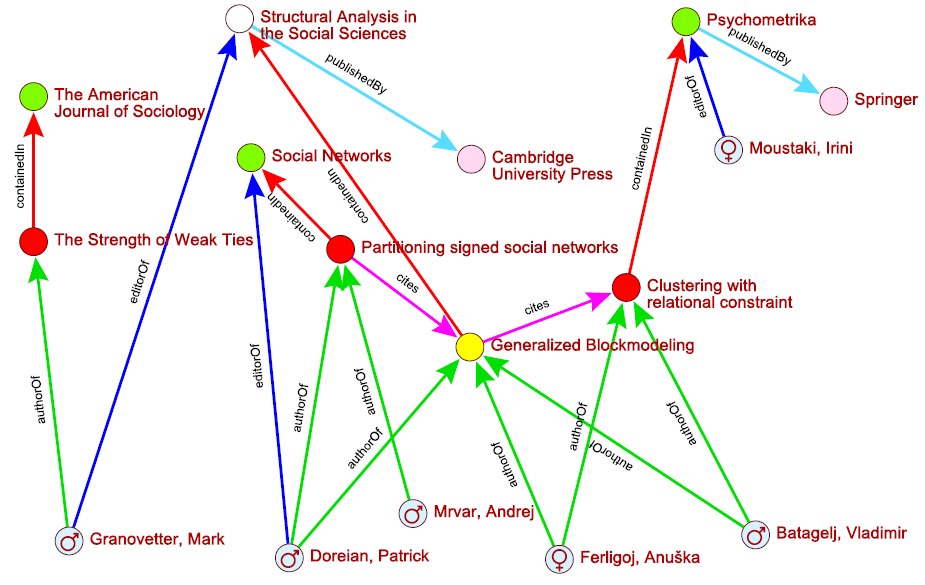 Structural Analysis in
the Social Sciences
Psychometrika
publishedBy
publishedBy
The American
Journal of Sociology
editorOf
Springer
Social Networks
Cambridge
University Press
Moustaki, Irini
containedIn
containedIn
containedIn
containedIn
The Strength of Weak Ties
Partitioning signed social networks
editorOf
cites
Clustering with
relational constraint
cites
Generalized Blockmodeling
editorOf
authorOf
authorOf
authorOf
authorOf
authorOf
authorOf
authorOf
authorOf
Granovetter, Mark
Doreian, Patrick
Mrvar, Andrej
Ferligoj, Anuška
Batagelj, Vladimir